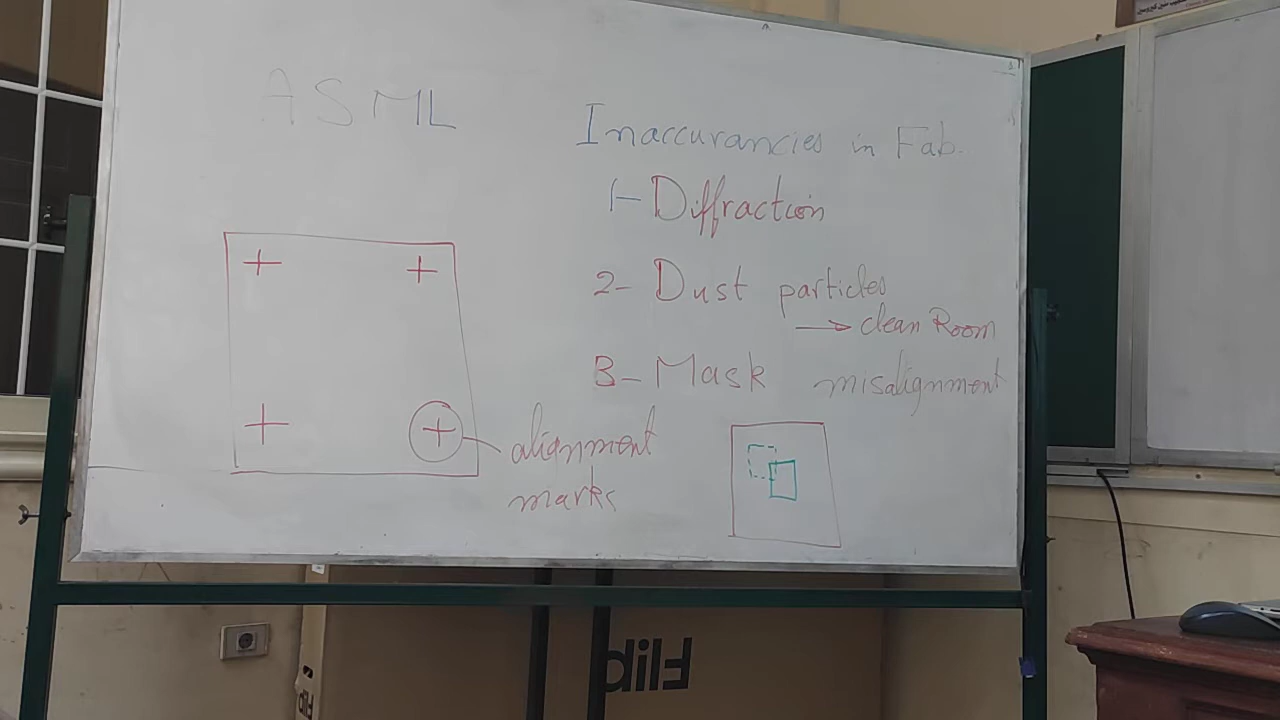 ASML
Inaccurancies in Fab.
1- Diffraction
2- Dust particles
→ clean Room
3- Mask misalignment
alignment
marks
Flip